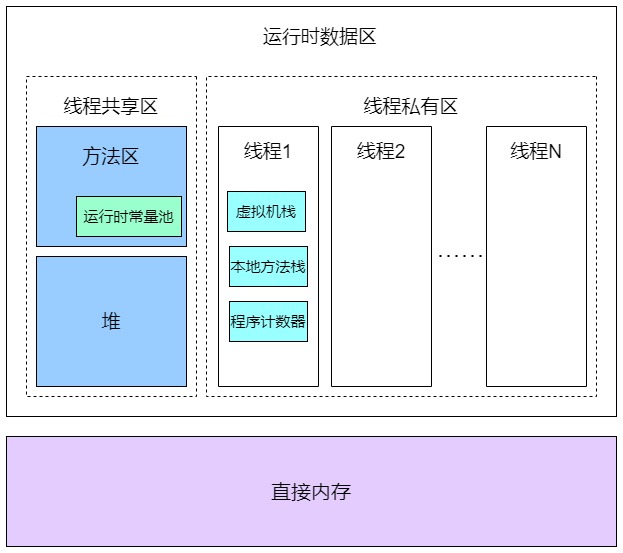 运行时数据区
线程共享区
线程私有区
方法区
运行时常量池
堆
线程1
虚拟机栈
本地方法栈
程序计数器
线程2
······
线程N
直接内存